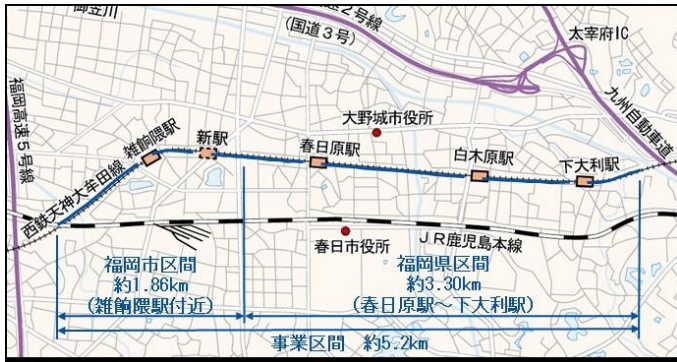 御笠川
速2号線
(国道3号)
太宰府IC
九州自動車道
福岡高速5号線
西鉄天神大牟田線
雑餉隈駅
新駅
春日原駅
大野城市役所
白木原駅
下大利駅
春日市役所
JR鹿児島本線
福岡市区間
約1.86km
(雑餉隈駅付近)
福岡県区間
約3.30km
(春日原駅～下大利駅)
事業区間 約5.2km